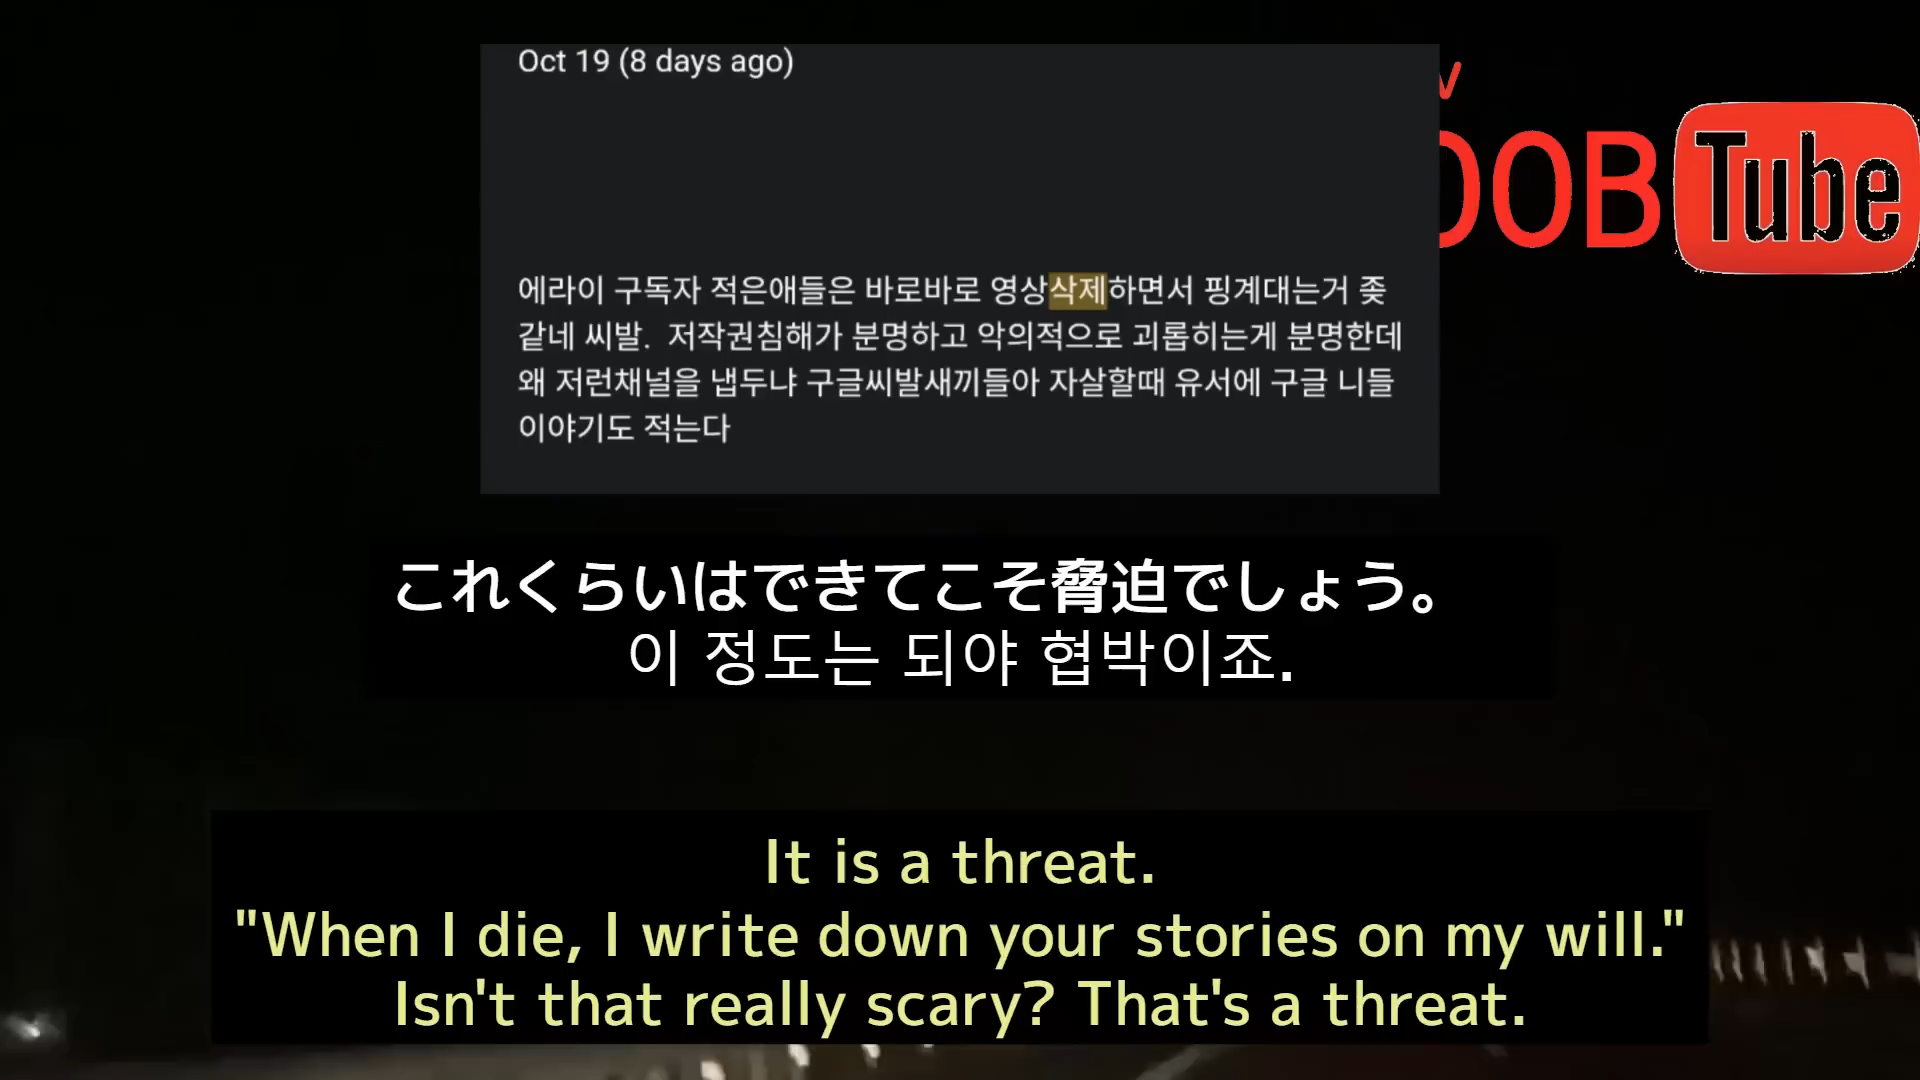 Oct 19 (8 days ago)
OOB Tube
에라이 구독자 적은애들은 바로바로 영상삭제하면서 핑계대는거 좆
같네 씨발.  저작권침해가 분명하고 악의적으로 괴롭히는게 분명한데
왜 저런채널을 냅두냐 구글씨발새끼들아 자살할때 유서에 구글 니들
이야기도 적는다
これくらいはできてこそ脅迫でしょう。
이 정도는 되야 협박이죠.
It is a threat.
"When I die, I write down your stories on my will."
Isn't that really scary? That's a threat.